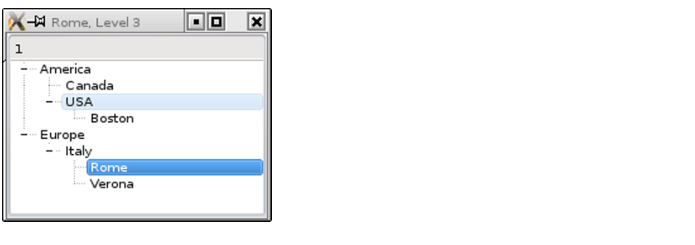 Rome, Level 3
1
America
Canada
USA
Boston
Europe
Italy
Rome
Verona